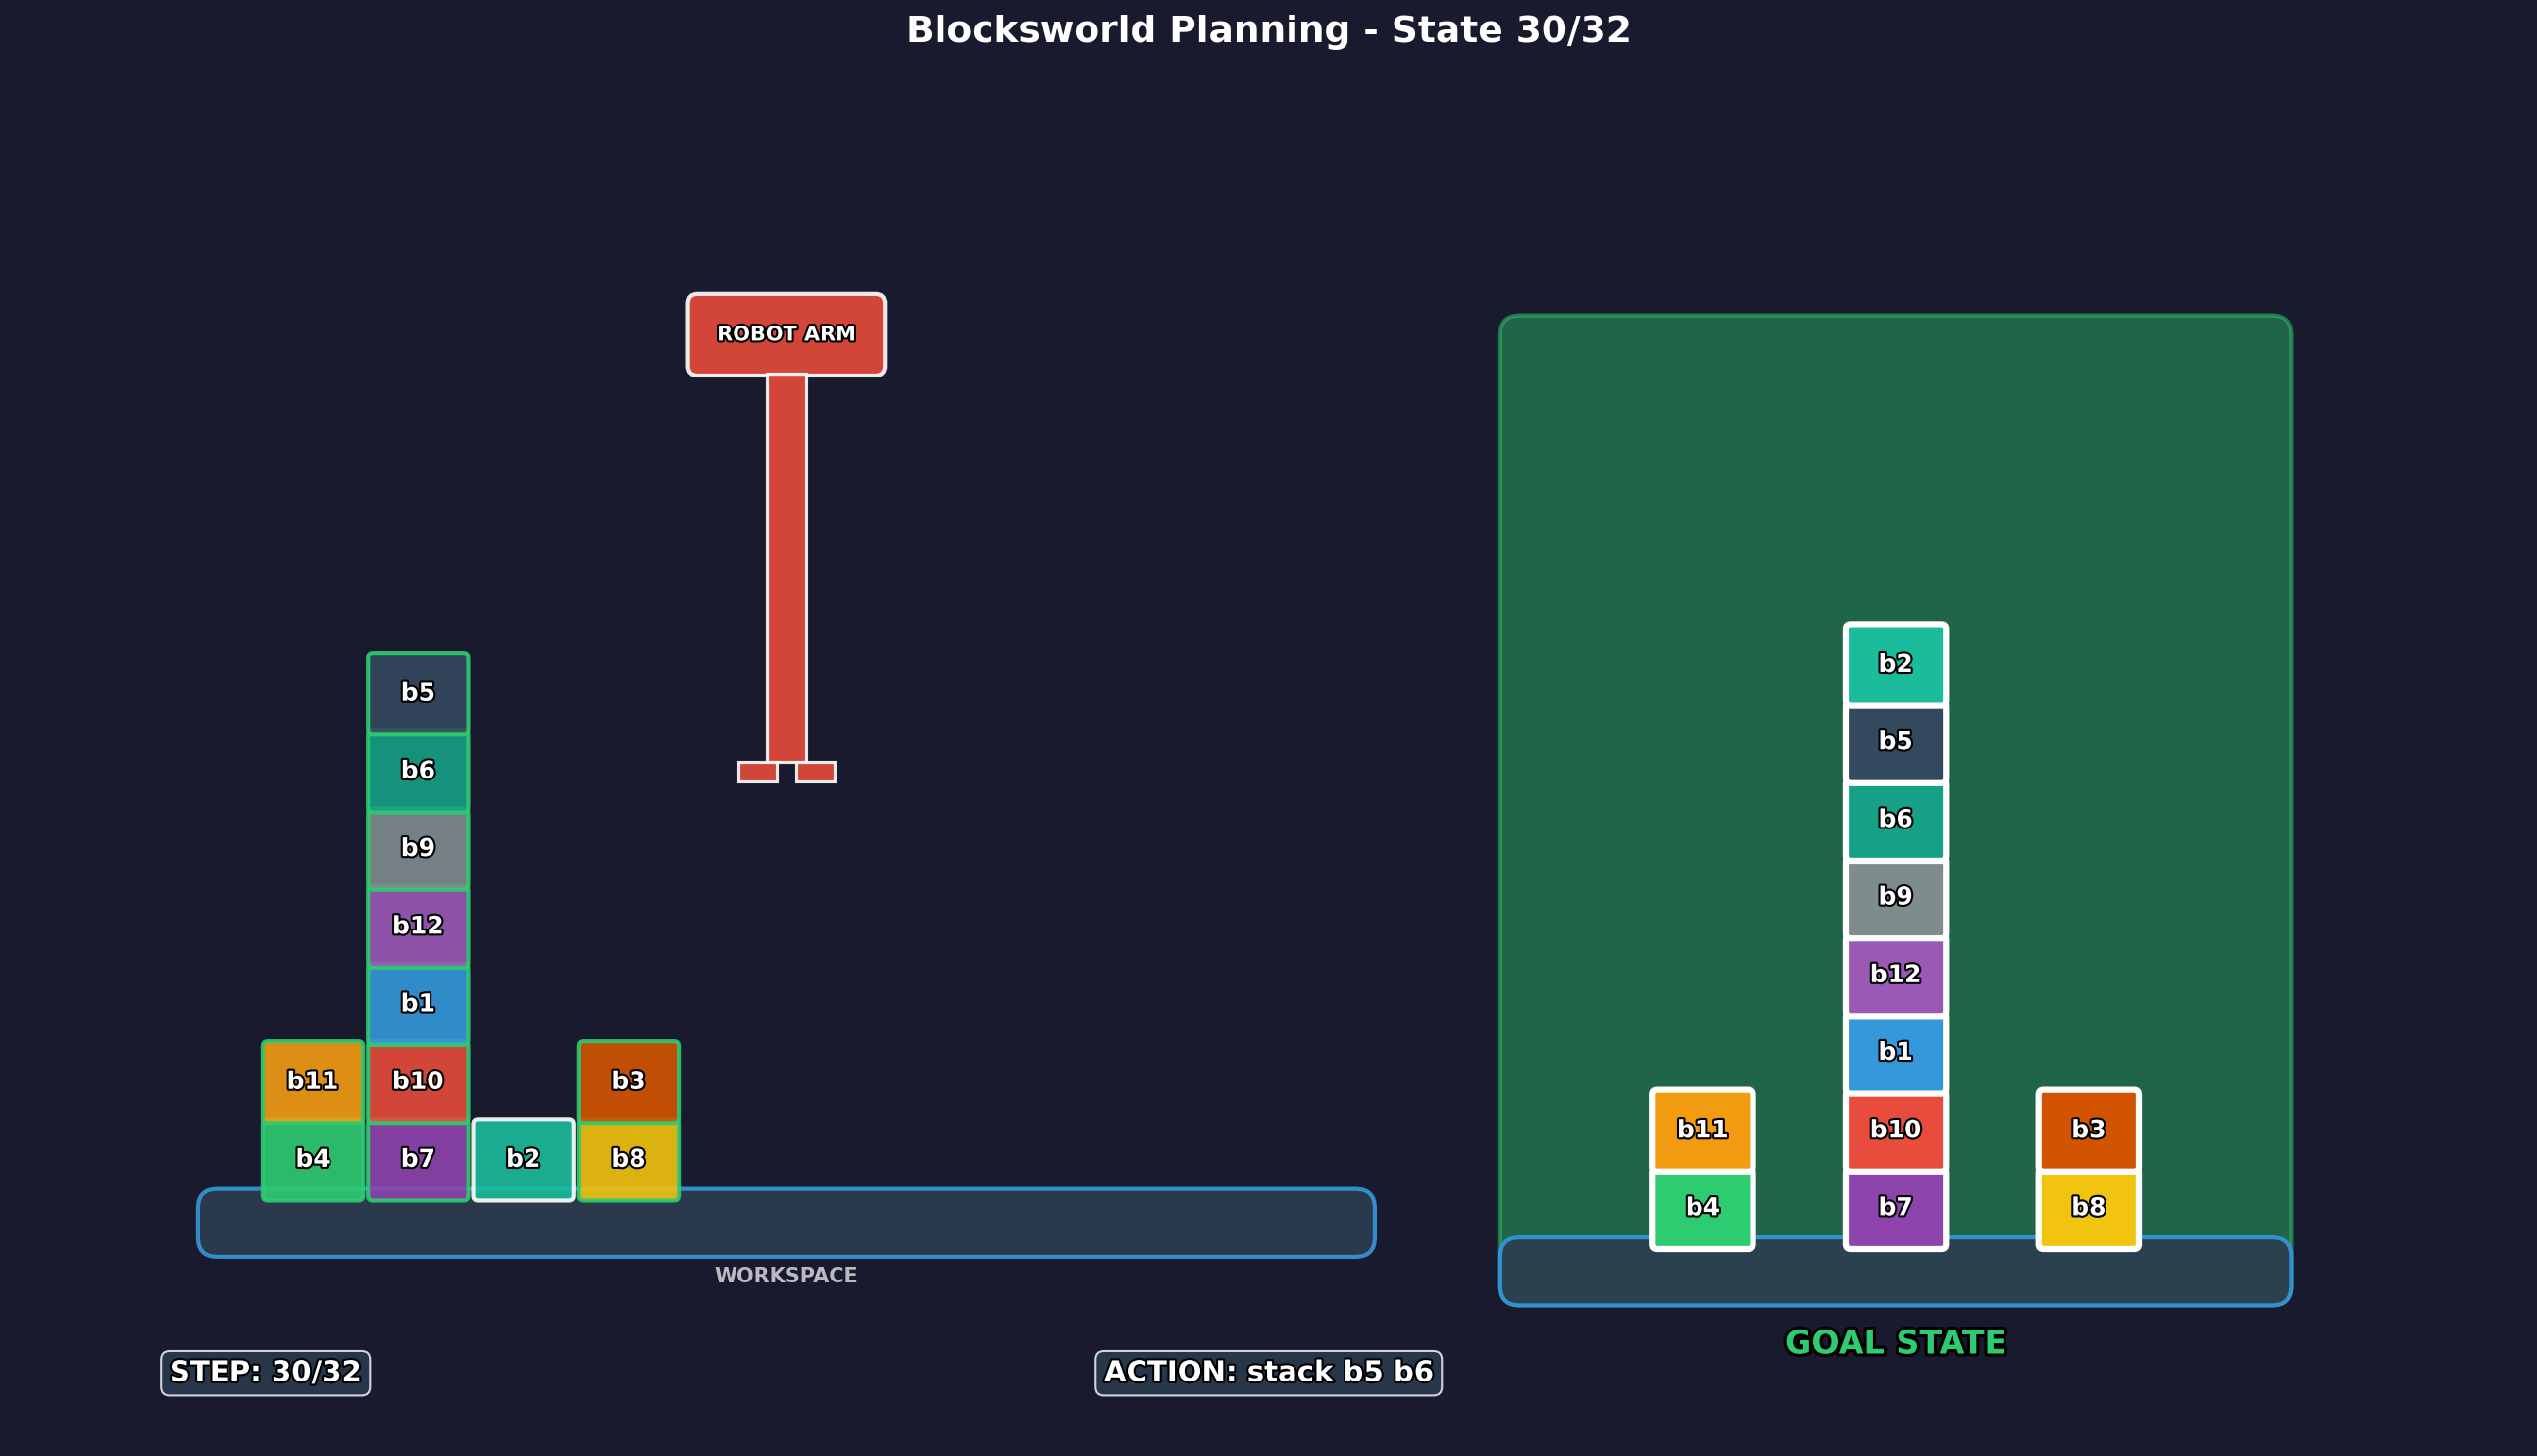 Blocksworld Planning - State 30/32
ROBOT ARM
b5
b6
b9
b12
b1
b11 b10 b3
b4 b7 b2 b8
WORKSPACE
b2
b5
b6
b9
b12
b1
b11 b10 b3
b4 b7 b8
GOAL STATE
STEP: 30/32
ACTION: stack b5 b6